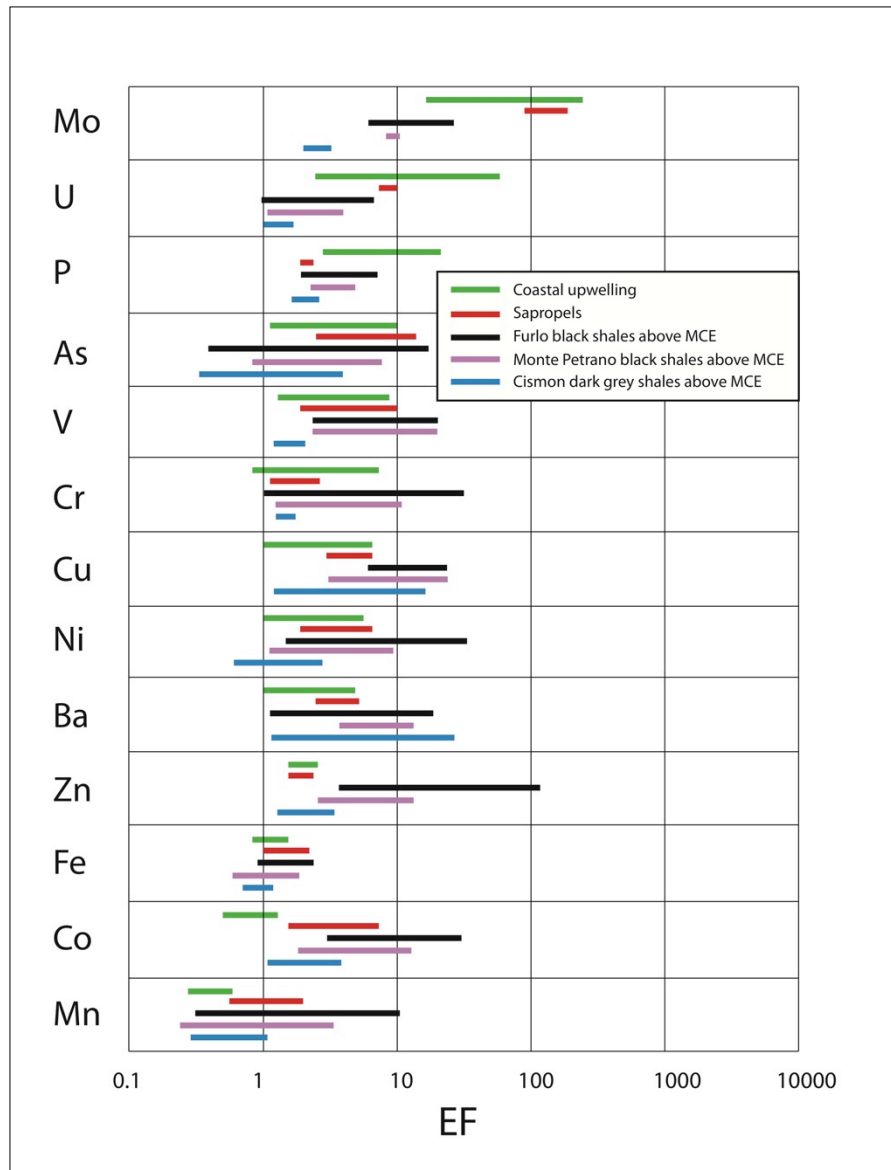 Mo
U
P
Coastal upwelling
Sapropels
Furlo black shales above MCE
Monte Petrano black shales above MCE
Cismon dark grey shales above MCE
As
V
Cr
Cu
Ni
Ba
Zn
Fe
Co
Mn
0.1 1 10 100 1000 10000
EF